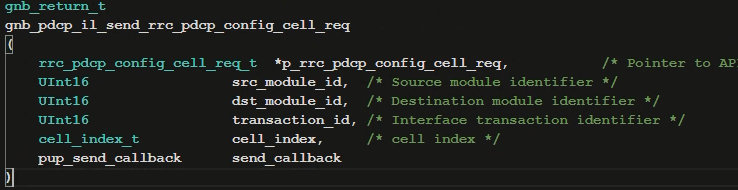 gnb_return_t
gnb_pdcp_il_send_rrc_pdcp_config_cell_req
(
rrc_pdcp_config_cell_req_t *p_rrc_pdcp_config_cell_req, /* Pointer to AP
UInt16 src_module_id, /* Source module identifier */
UInt16 dst_module_id, /* Destination module identifier */
UInt16 transaction_id, /* Interface transaction identifier */
cell_index_t cell_index, /* cell index */
pup_send_callback send_callback
)